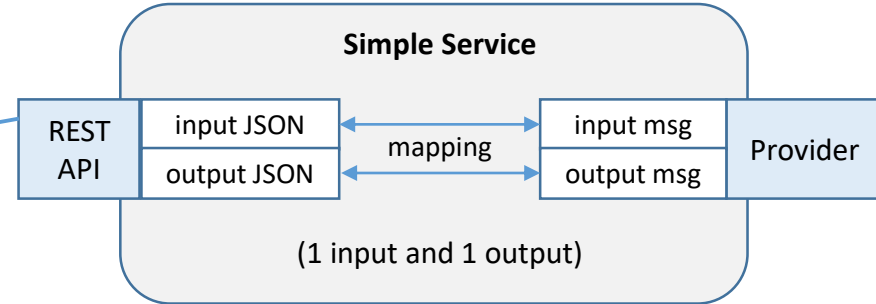 Simple Service
REST
API
input JSON
output JSON
mapping
input msg
output msg
Provider
(1 input and 1 output)